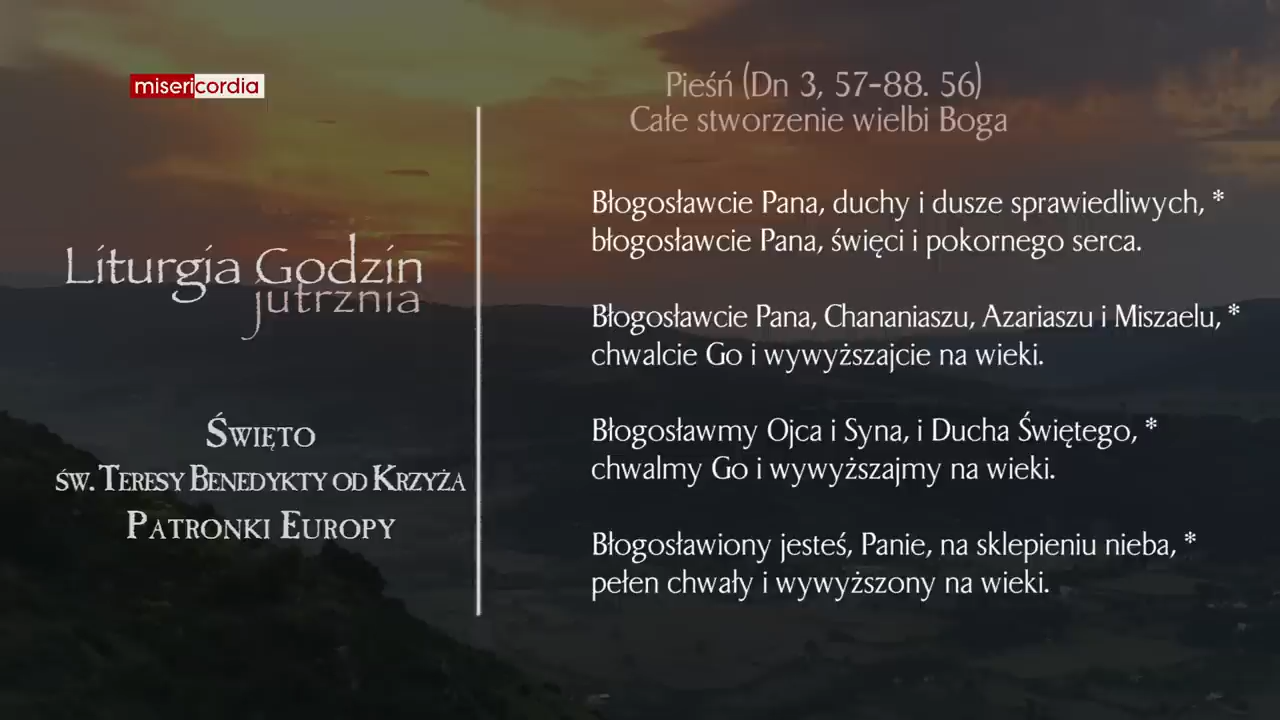 misericordia
Liturgia Godzin
jutrznia
Święto
św. Teresy Benedykty od Krzyża
Patronki Europy
Pieśń (Dn 3, 57-88. 56)
Całe stworzenie wielbi Boga
Błogosławcie Pana, duchy i dusze sprawiedliwych, *
błogosławcie Pana, święci i pokornego serca.
Błogosławcie Pana, Chananiaszu, Azariaszu i Miszaelu, *
chwalcie Go i wywyższajcie na wieki.
Błogosławmy Ojca i Syna, i Ducha Świętego, *
chwalmy Go i wywyższajmy na wieki.
Błogosławiony jesteś, Panie, na sklepieniu nieba, *
pełen chwały i wywyższony na wieki.